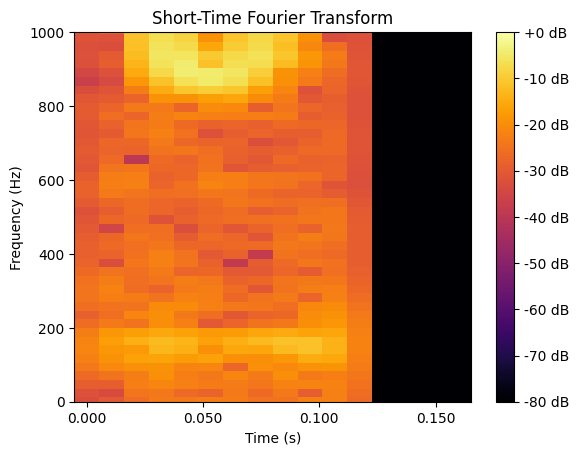 Short-Time Fourier Transform
1000
800
600
400
200
0
Frequency (Hz)
0.000
0.050
0.100
0.150
Time (s)
+0 dB
-10 dB
-20 dB
-30 dB
-40 dB
-50 dB
-60 dB
-70 dB
-80 dB